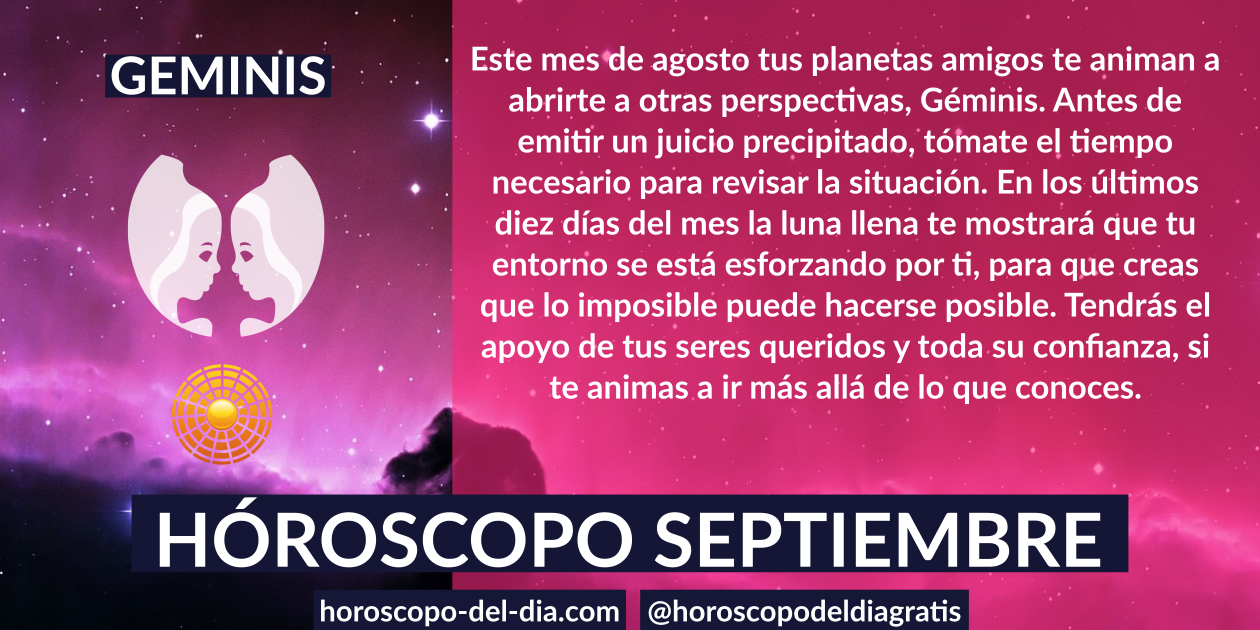 GEMINIS
Este mes de agosto tus planetas amigos te animan a
abrirte a otras perspectivas, Géminis. Antes de
emitir un juicio precipitado, tómate el tiempo
necesario para revisar la situación. En los últimos
diez días del mes la luna llena te mostrará que tu
entorno se está esforzando por ti, para que creas
que lo imposible puede hacerse posible. Tendrás el
apoyo de tus seres queridos y toda su confianza, si
te animas a ir más allá de lo que conoces.
HÓROSCOPO SEPTIEMBRE
horoscopo-del-dia.com @horoscopodeldiagratis